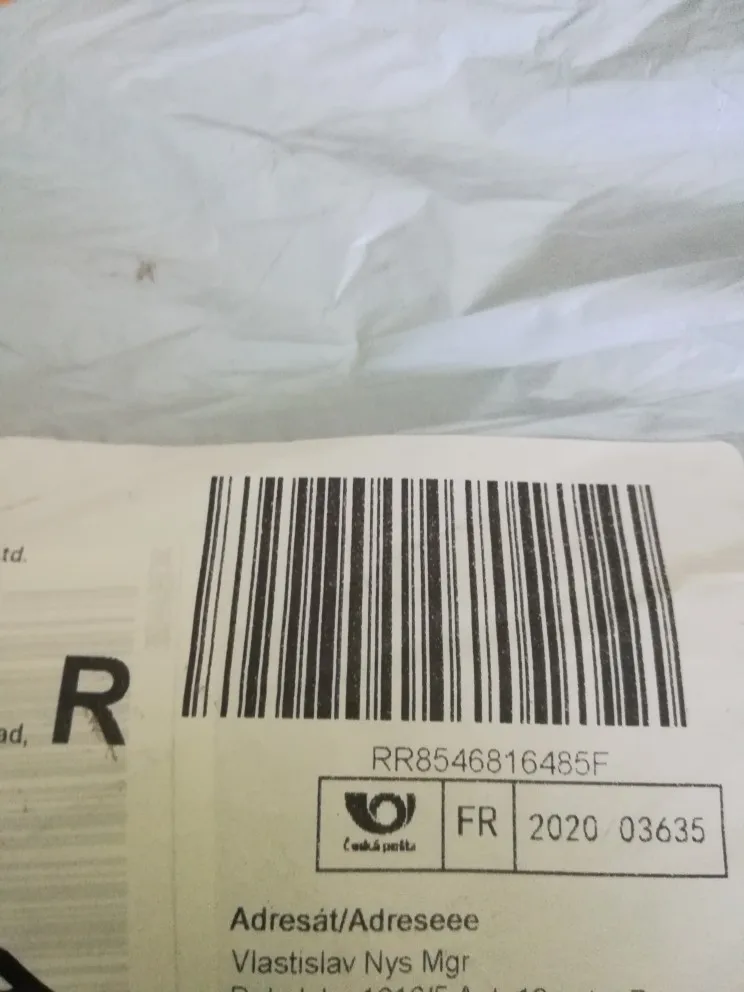 td.
R
ad,
RR8546816485F
Česká pošta
FR
2020 03635
Adresát/Adreseee
Vlastislav Nys Mgr